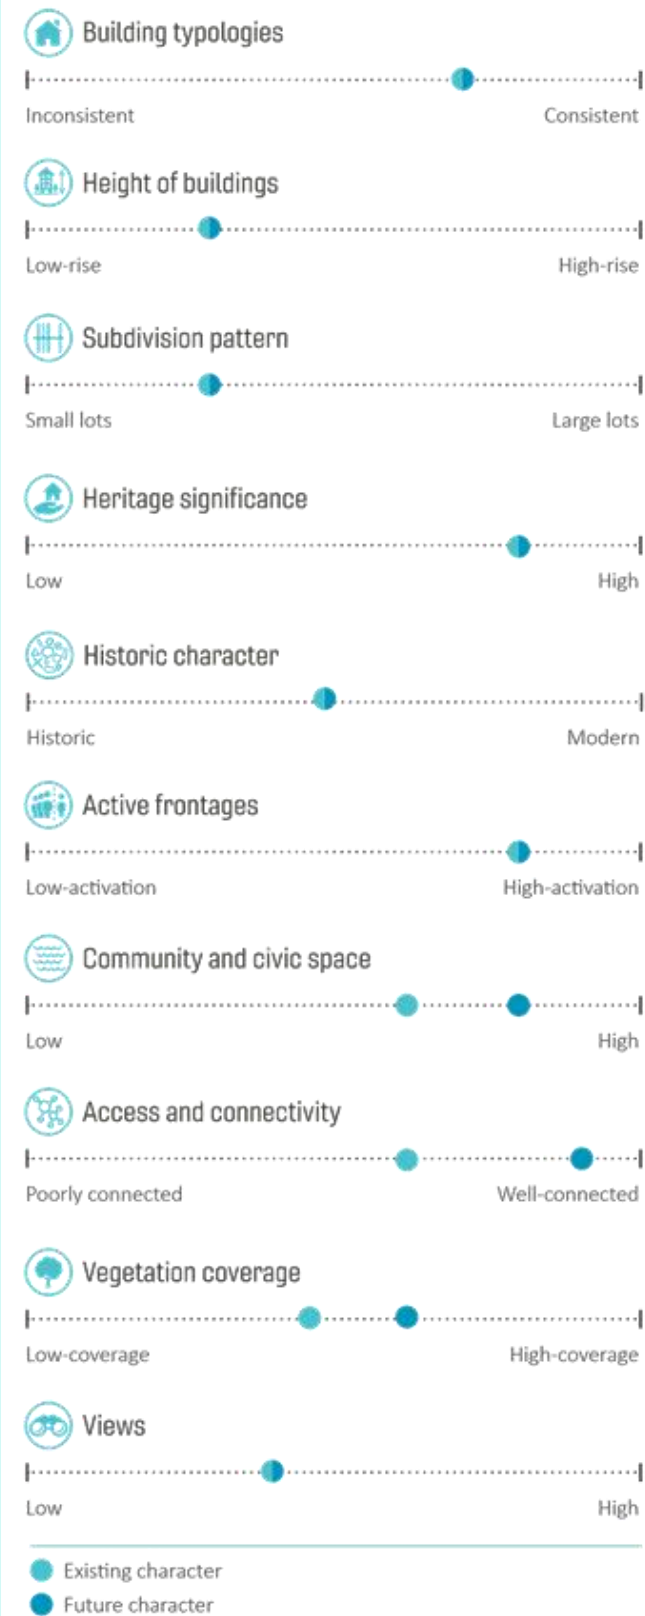 Building typologies
Inconsistent Consistent
Height of buildings
Low-rise High-rise
Subdivision pattern
Small lots Large lots
Heritage significance
Low High
Historic character
Historic Modern
Active frontages
Low-activation High-activation
Community and civic space
Low High
Access and connectivity
Poorly connected Well-connected
Vegetation coverage
Low-coverage High-coverage
Views
Low High
Existing character
Future character